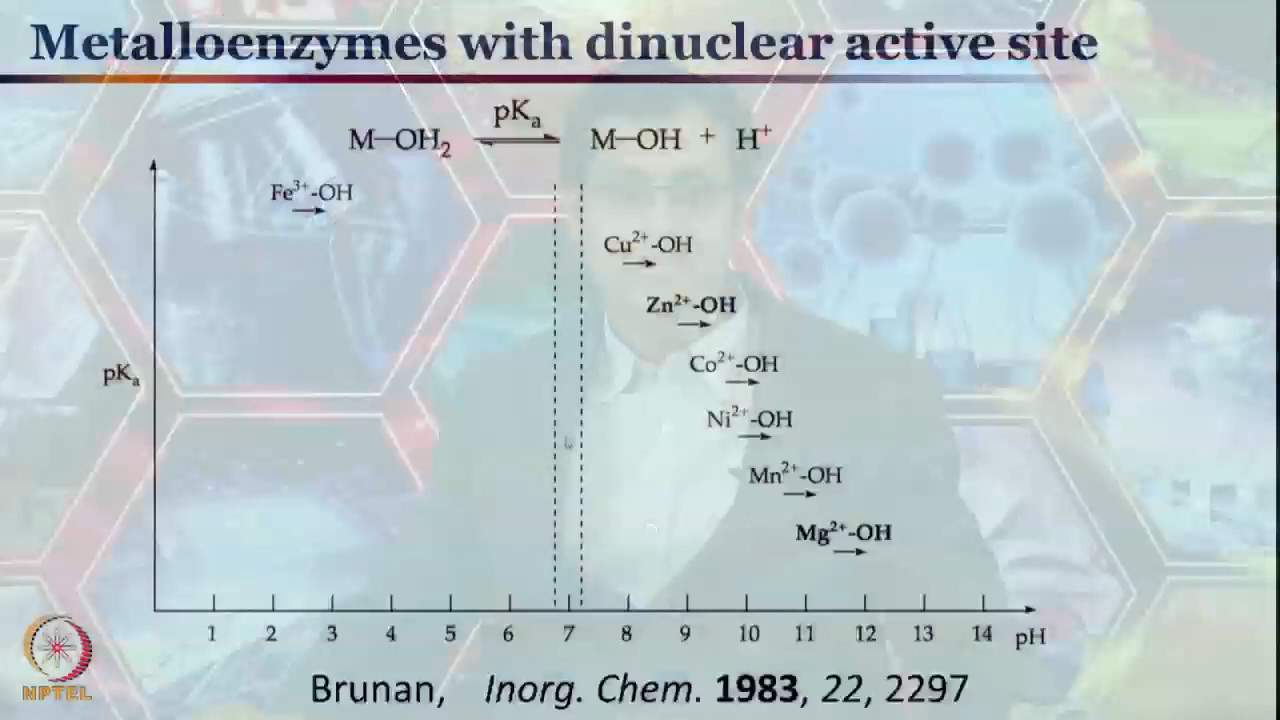 Metalloenzymes with dinuclear active site
pKₐ
M–OH₂ ⇌ M–OH + H⁺
Fe³⁺-OH
Cu²⁺-OH
Zn²⁺-OH
Co²⁺-OH
pKₐ
Ni²⁺-OH
Mn²⁺-OH
Mg²⁺-OH
1 2 3 4 5 6 7 8 9 10 11 12 13 14 pH
NPTEL
Brunan, Inorg. Chem. 1983, 22, 2297